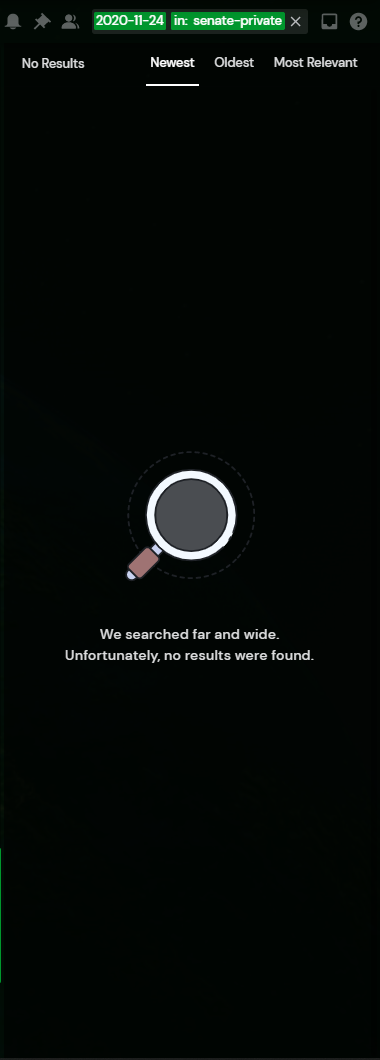 2020-11-24 in: senate-private
No Results Newest Oldest Most Relevant
We searched far and wide.
Unfortunately, no results were found.